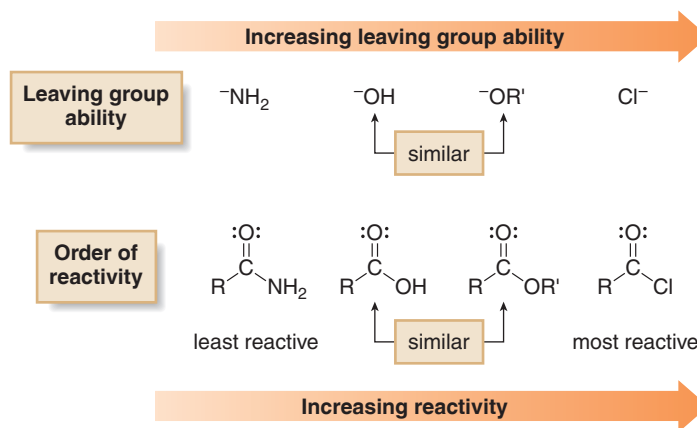 Increasing leaving group ability
Leaving group ability
⁻NH₂ ⁻OH ⁻OR' Cl⁻
similar
Order of reactivity
:O: :O: :O: :O:
R C NH₂ R C OH R C OR' R C Cl
least reactive similar most reactive
Increasing reactivity